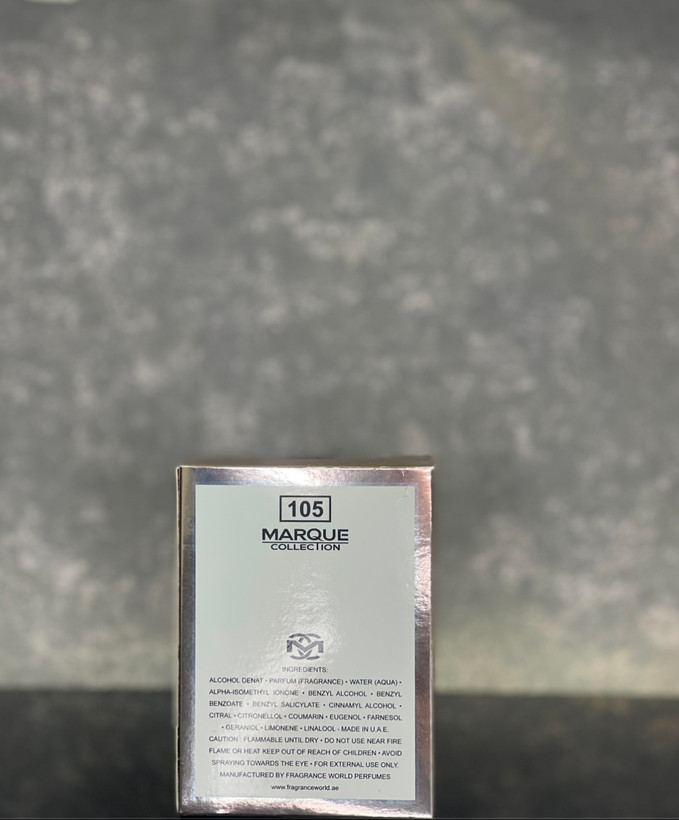 105
MARQUE
COLLECTION
INGREDIENTS:
ALCOHOL DENAT • PARFUM (FRAGRANCE) • WATER (AQUA) •
ALPHA-ISOMETHYL IONONE • BENZYL ALCOHOL • BENZYL
BENZOATE • BENZYL SALICYLATE • CINNAMYL ALCOHOL •
CITRAL • CITRONELLOL • COUMARIN • EUGENOL • FARNESOL
• GERANIOL • LIMONENE • LINALOOL - MADE IN U.A.E.
CAUTION : FLAMMABLE UNTIL DRY • DO NOT USE NEAR FIRE
FLAME OR HEAT KEEP OUT OF REACH OF CHILDREN • AVOID
SPRAYING TOWARDS THE EYE • FOR EXTERNAL USE ONLY.
MANUFACTURED BY FRAGRANCE WORLD PERFUMES
www.fragranceworld.ae